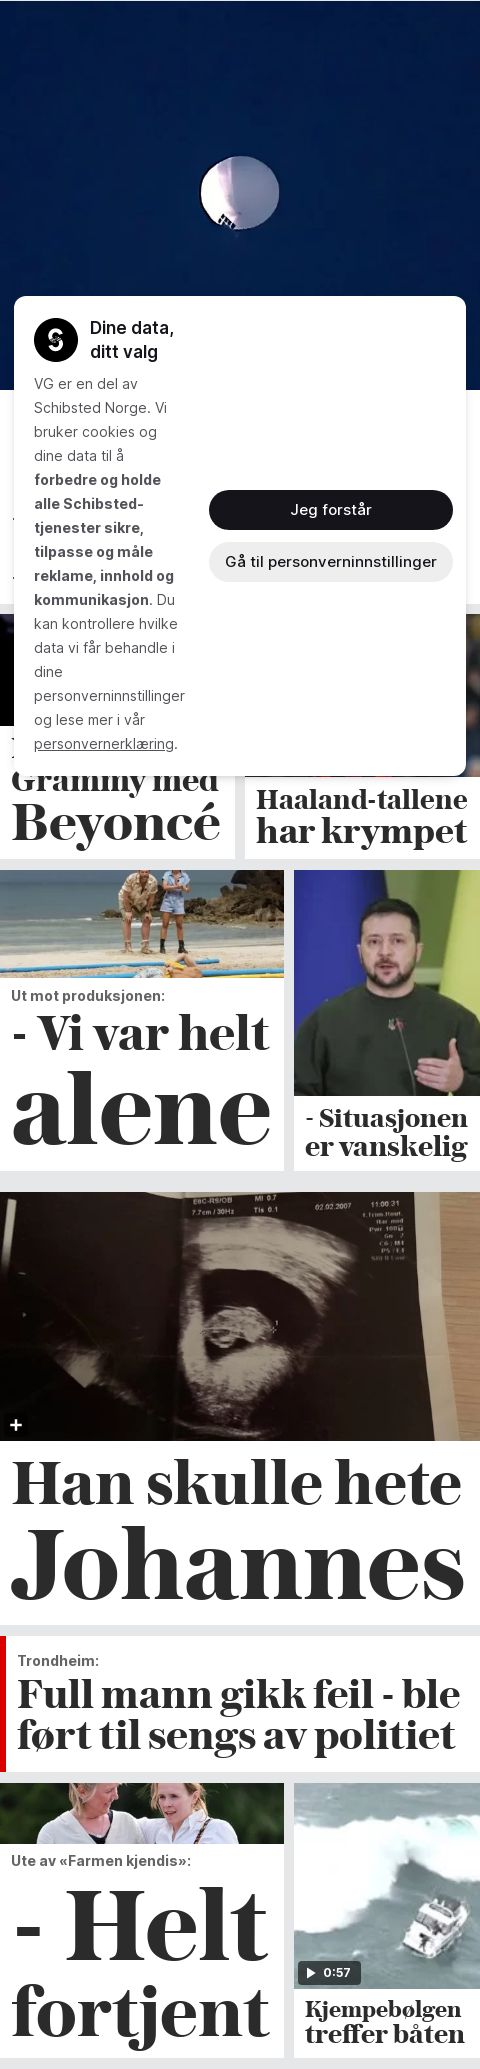 Dine data,
ditt valg
VG er en del av
Schibsted Norge. Vi
bruker cookies og
dine data til å
forbedre og holde
alle Schibsted-
tjenester sikre,
tilpasse og måle
reklame, innhold og
kommunikasjon. Du
kan kontrollere hvilke
data vi får behandle i
dine
personverninnstillinger
og lese mer i vår
personvernerklæring.
Jeg forstår
Gå til personverninnstillinger
Grammy med
Beyoncé
Haaland-tallene
har krympet
Ut mot produksjonen:
- Vi var helt
alene
- Situasjonen
er vanskelig
E8C-RS/OB
7.7cm / 30Hz
MI 0.7
TIs 0.1
02.02.2007
11:00:31
Han skulle hete
Johannes
Trondheim:
Full mann gikk feil - ble
ført til sengs av politiet
Ute av «Farmen kjendis»:
- Helt
fortjent
0:57
Kjempebølgen
treffer båten